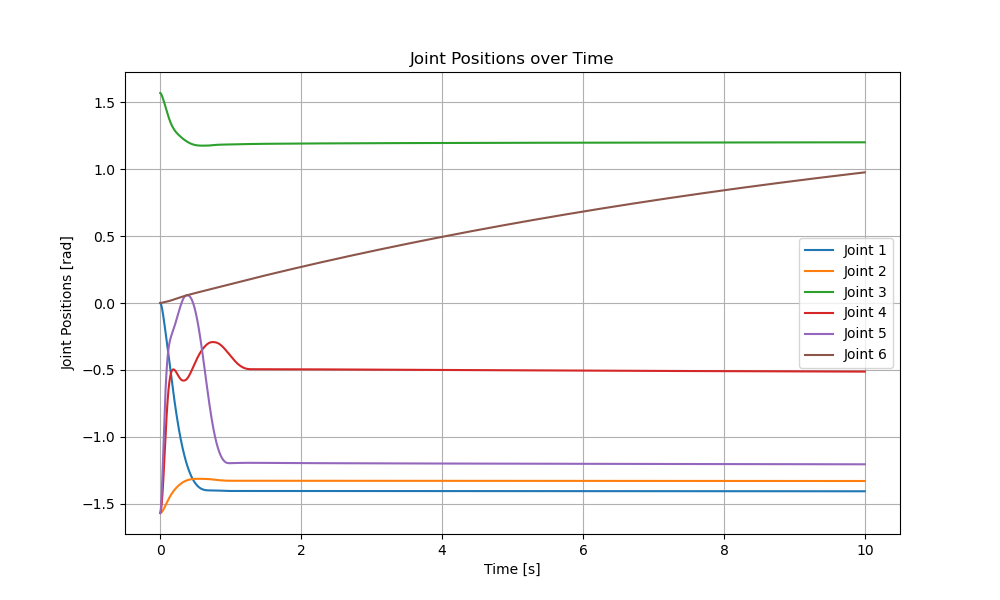 Joint Positions over Time
Joint Positions [rad]
1.5
1.0
0.5
0.0
−0.5
−1.0
−1.5
0 2 4 6 8 10
Time [s]
Joint 1
Joint 2
Joint 3
Joint 4
Joint 5
Joint 6